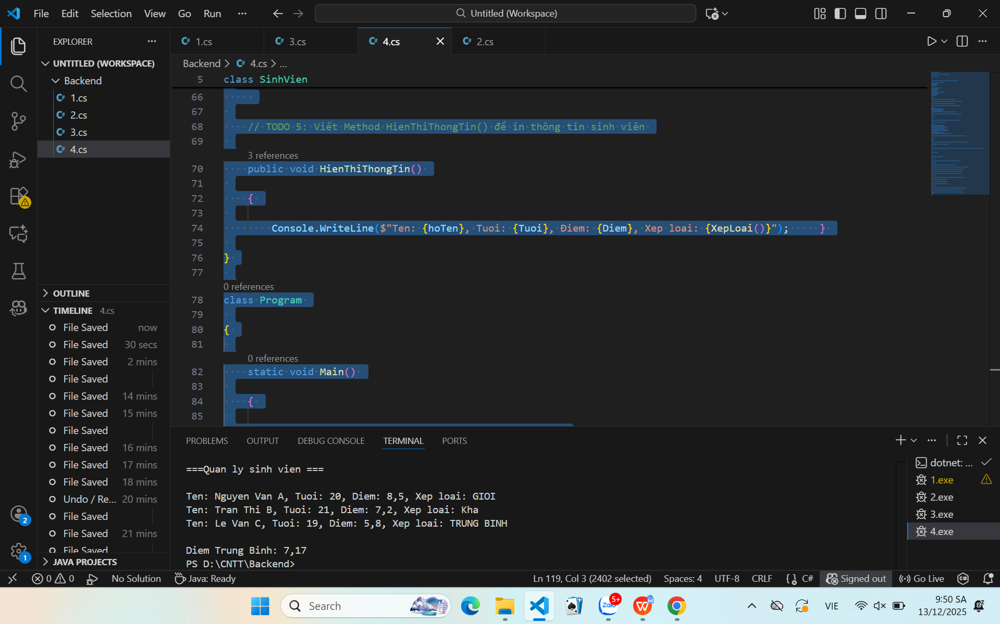 File Edit Selection View Go Run ··· Untitled (Workspace)
EXPLORER ···
UNTITLED (WORKSPACE)
Backend
C# 1.cs
C# 2.cs
C# 3.cs
C# 4.cs
OUTLINE
TIMELINE 4.cs
File Saved now
File Saved 30 secs
File Saved 2 mins
File Saved
File Saved 14 mins
File Saved 15 mins
File Saved
File Saved 16 mins
File Saved 17 mins
File Saved 18 mins
Undo / Re... 20 mins
File Saved
File Saved 21 mins
File Saved
JAVA PROJECTS
2
1
C# 1.cs C# 3.cs C# 4.cs C# 2.cs
Backend > C# 4.cs > ...
5 class SinhVien
66
67
68 // TODO 5: Viết Method HienThiThongTin() để in thông tin sinh viên
69
3 references
70 public void HienThiThongTin()
71
72 {
73
74 Console.WriteLine($"Ten: {hoTen}, Tuoi: {Tuoi}, Điem: {Diem}, Xep loai: {XepLoai()}"); }
75
76 }
77
0 references
78 class Program
79
80 {
81
0 references
82 static void Main()
83
84 {
85
PROBLEMS OUTPUT DEBUG CONSOLE TERMINAL PORTS
===Quan ly sinh vien ===
Ten: Nguyen Van A, Tuoi: 20, Diem: 8,5, Xep loai: GIOI
Ten: Tran Thi B, Tuoi: 21, Diem: 7,2, Xep loai: Kha
Ten: Le Van C, Tuoi: 19, Diem: 5,8, Xep loai: TRUNG BINH
Diem Trung Binh: 7,17
PS D:\CNTT\Backend>
dotnet: ...
1.exe
2.exe
3.exe
4.exe
0 0 No Solution Java: Ready Ln 119, Col 3 (2402 selected) Spaces: 4 UTF-8 CRLF C# Signed out Go Live
Search Zalo 5+ W VIE 9:50 SA
13/12/2025